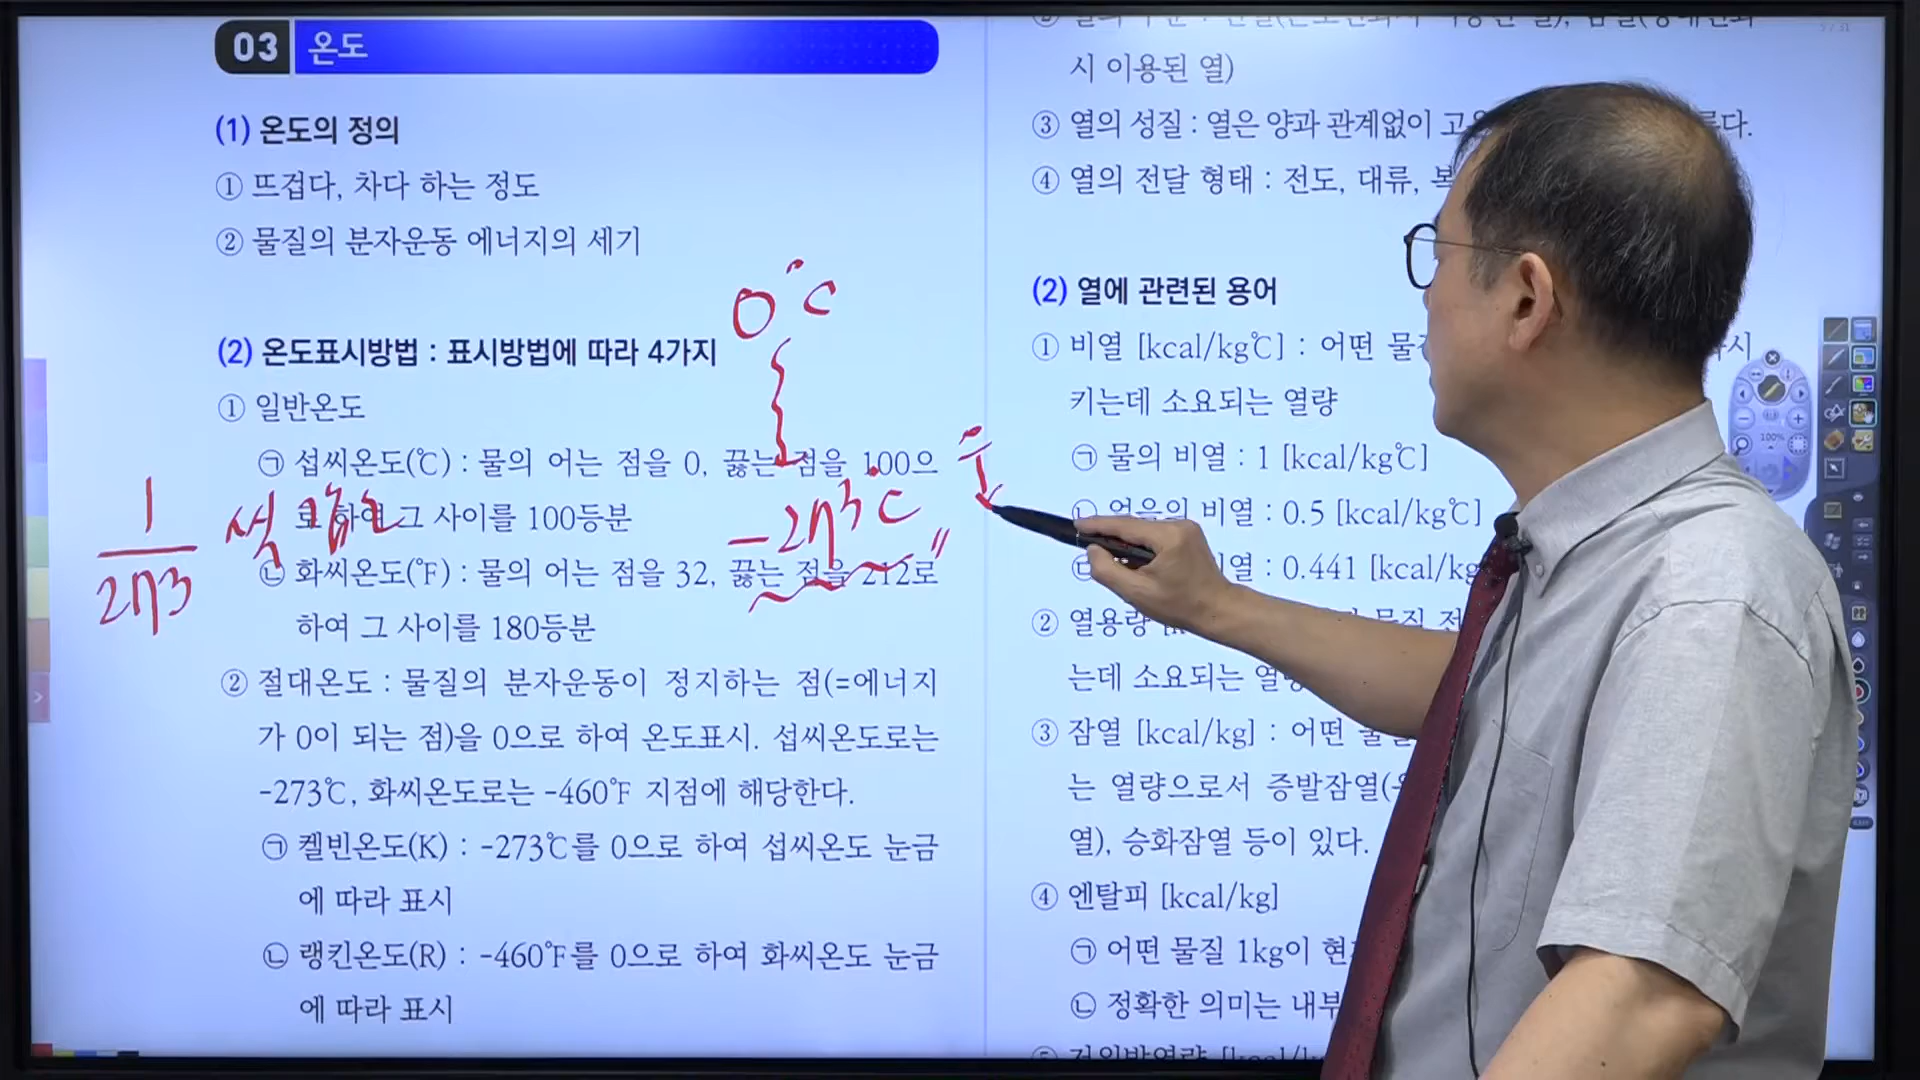 03 온도
(1) 온도의 정의
① 뜨겁다, 차다 하는 정도
② 물질의 분자운동 에너지의 세기
0℃
(2) 온도표시방법 : 표시방법에 따라 4가지
① 일반온도
㉠ 섭씨온도(℃) : 물의 어는 점을 0, 끓는 점을 100으
로 하여 그 사이를 100등분
1
273
-273℃
㉡ 화씨온도(℉) : 물의 어는 점을 32, 끓는 점을 212로
하여 그 사이를 180등분
② 절대온도 : 물질의 분자운동이 정지하는 점(=에너지
가 0이 되는 점)을 0으로 하여 온도표시. 섭씨온도로는
-273℃, 화씨온도로는 -460℉ 지점에 해당한다.
㉠ 켈빈온도(K) : -273℃를 0으로 하여 섭씨온도 눈금
에 따라 표시
㉡ 랭킨온도(R) : -460℉를 0으로 하여 화씨온도 눈금
에 따라 표시
시 이용된 열)
③ 열의 성질 : 열은 양과 관계없이
④ 열의 전달 형태 : 전도, 대류,
(2) 열에 관련된 용어
① 비열 [kcal/kg℃] : 어떤
키는데 소요되는 열량
㉠ 물의 비열 : 1 [kcal/kg℃]
㉡ 얼음의 비열 : 0.5 [kcal/kg℃]
㉢ 비열 : 0.441 [kcal/kg
② 열용량
는데 소요되는
③ 잠열 [kcal/kg] : 어떤
는 열량으로서 증발잠열
열), 승화잠열 등이 있다.
④ 엔탈피 [kcal/kg]
㉠ 어떤 물질 1kg이
㉡ 정확한 의미는
100%